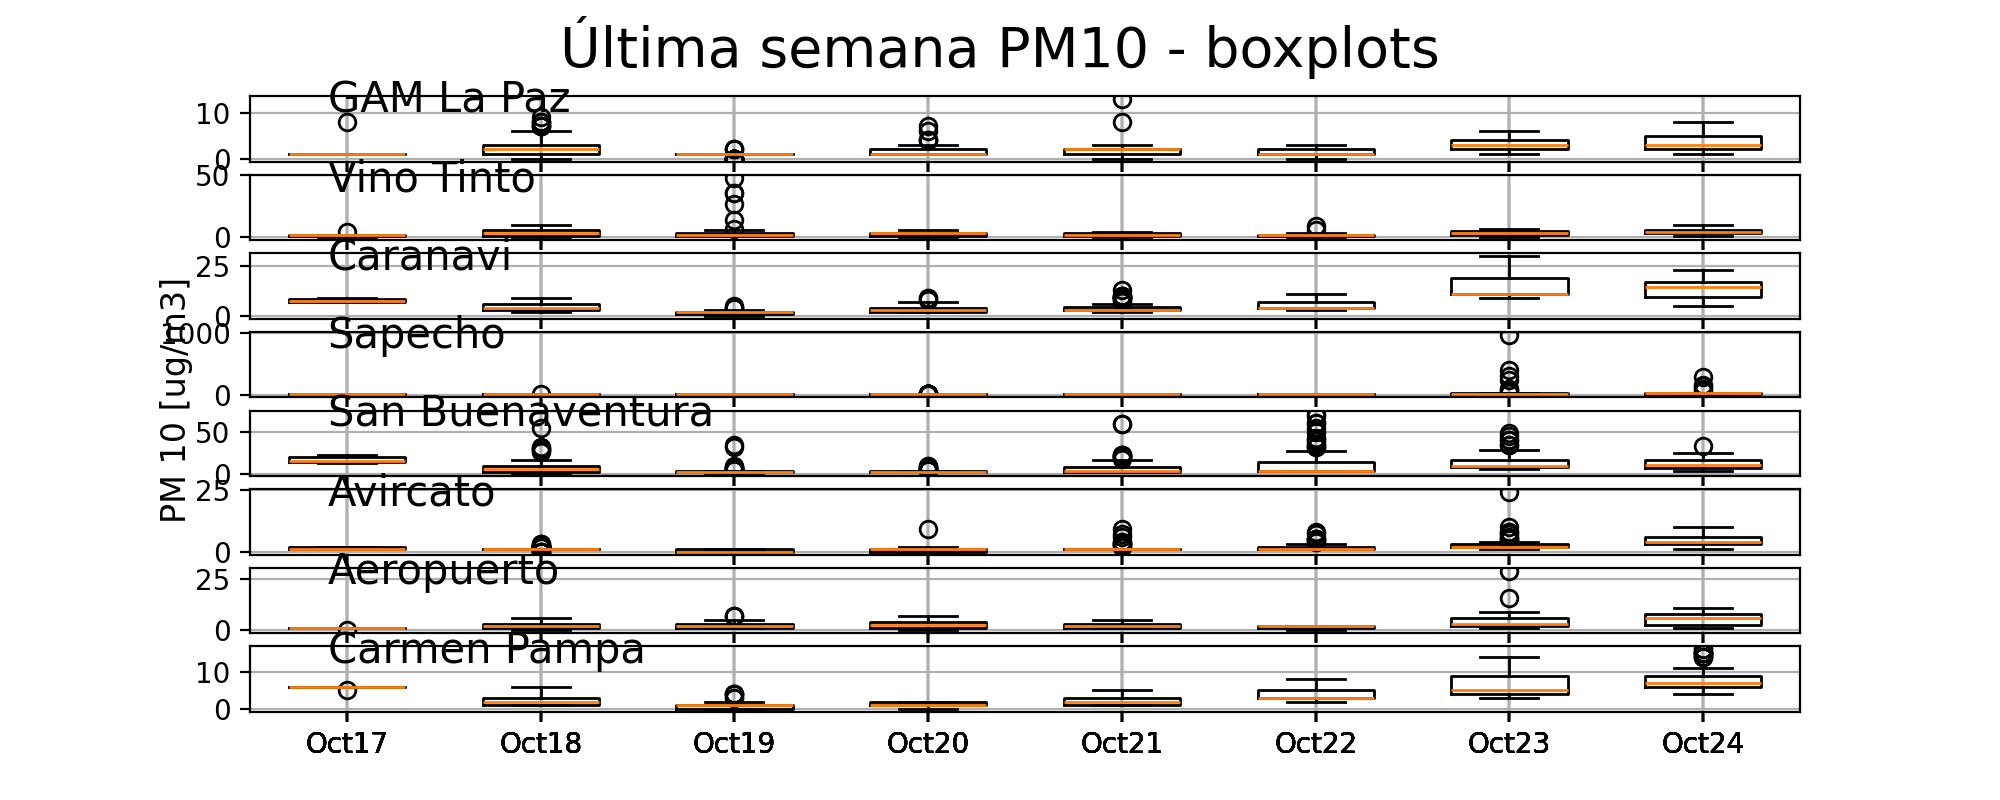 Última semana PM10 - boxplots
GAM La Paz
10
0
Vino Tinto
50
0
Caranavi
25
0
PM 10 [ug/m3]
Sapecho
1000
0
San Buenaventura
50
0
Avircato
25
0
Aeropuerto
25
0
Carmen Pampa
10
0
Oct17 Oct18 Oct19 Oct20 Oct21 Oct22 Oct23 Oct24